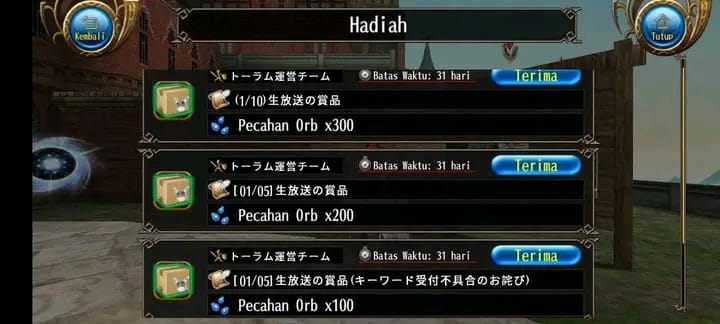 Kembali
Hadiah
Tutup
トーラム運営チーム
Batas Waktu: 31 hari
Terima
(1/10)生放送の賞品
Pecahan Orb x300
トーラム運営チーム
Batas Waktu: 31 hari
Terima
[01/05]生放送の賞品
Pecahan Orb x200
トーラム運営チーム
Batas Waktu: 31 hari
Terima
[01/05]生放送の賞品(キーワード受付不具合のお詫び)
Pecahan Orb x100